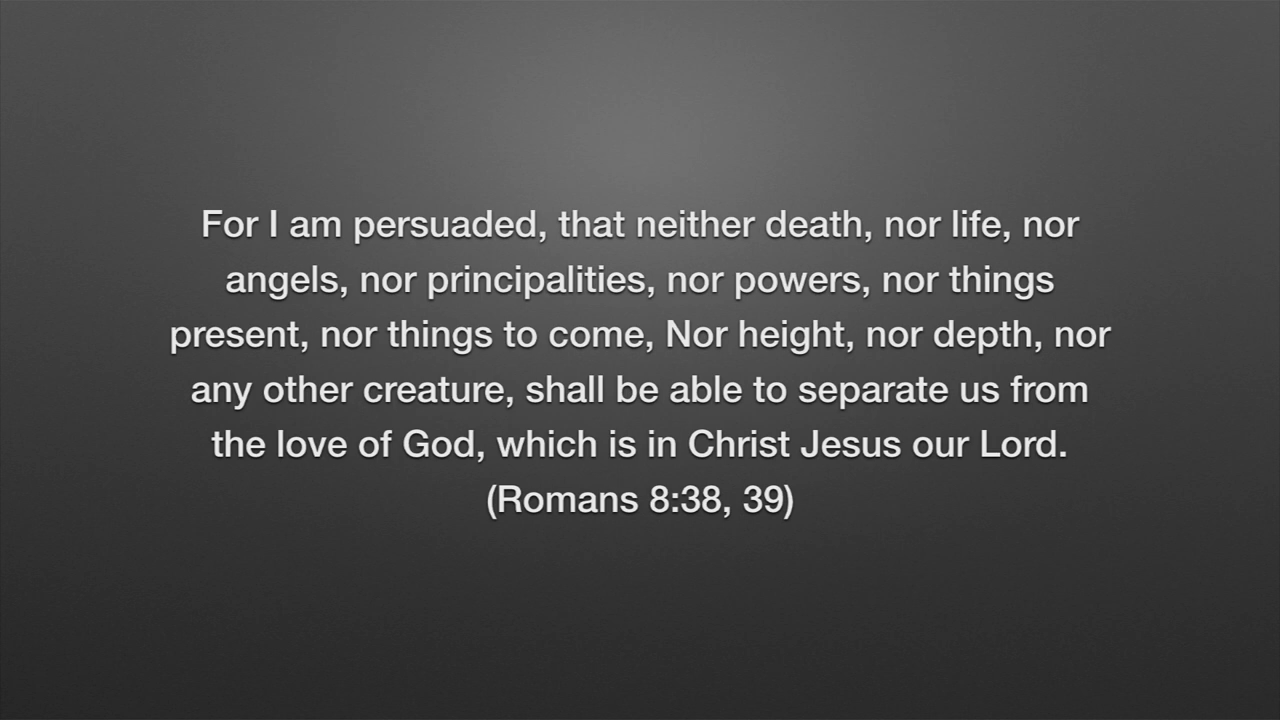 For I am persuaded, that neither death, nor life, nor
angels, nor principalities, nor powers, nor things
present, nor things to come, Nor height, nor depth, nor
any other creature, shall be able to separate us from
the love of God, which is in Christ Jesus our Lord.
(Romans 8:38, 39)